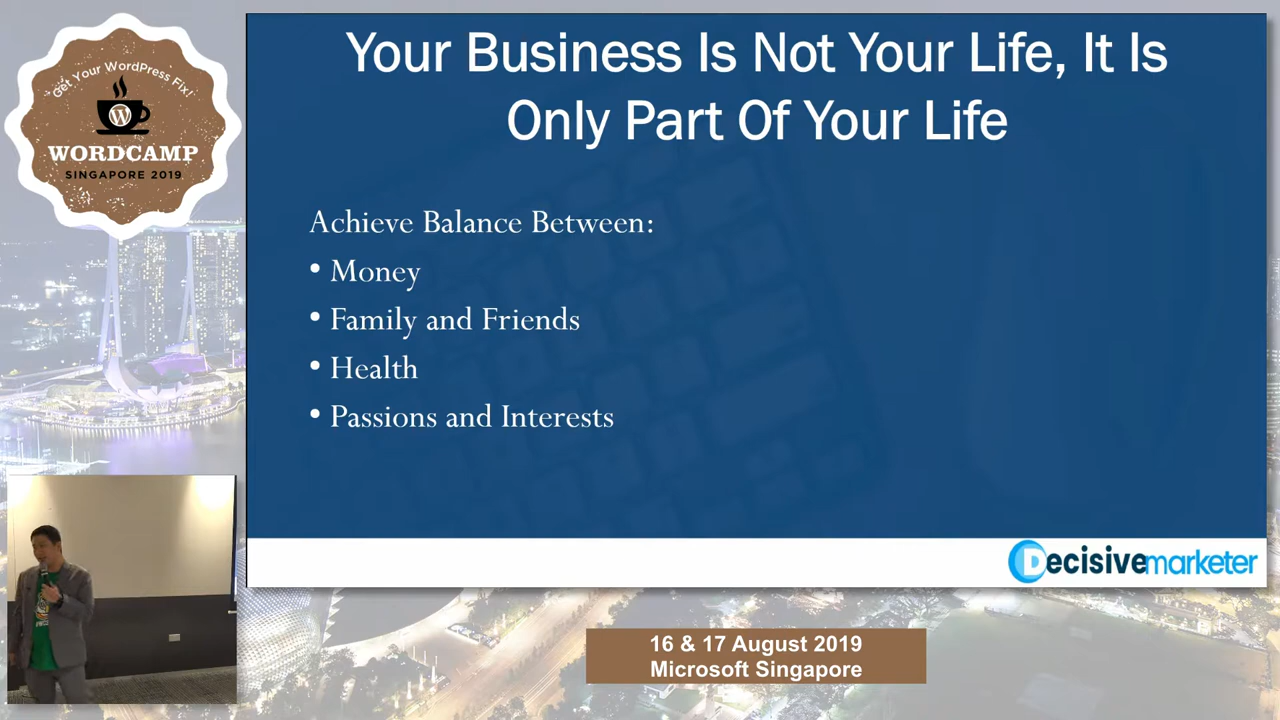 Get Your WordPress Fix!
W
WORDCAMP
SINGAPORE 2019
Your Business Is Not Your Life, It Is
Only Part Of Your Life
Achieve Balance Between:
• Money
• Family and Friends
• Health
• Passions and Interests
Decisivemarketer
16 & 17 August 2019
Microsoft Singapore